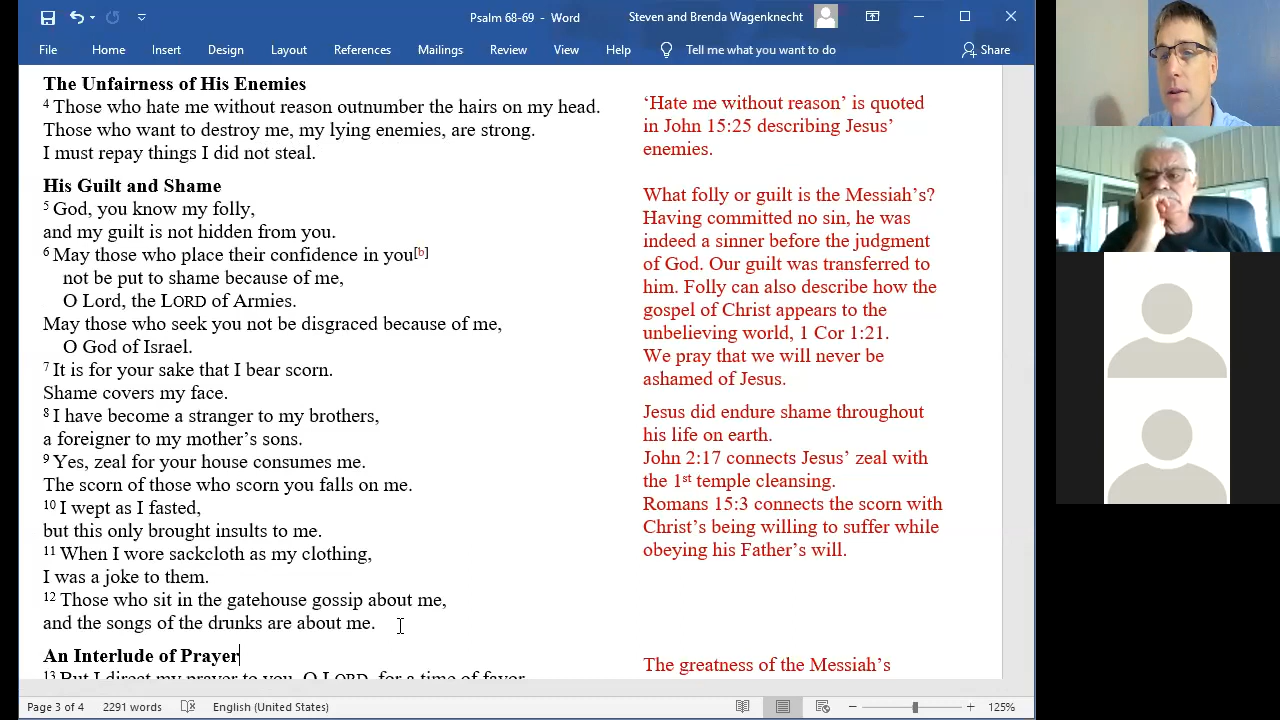 Psalm 68-69 - Word
Steven and Brenda Wagenknecht
File Home Insert Design Layout References Mailings Review View Help Tell me what you want to do Share
The Unfairness of His Enemies
4 Those who hate me without reason outnumber the hairs on my head.
Those who want to destroy me, my lying enemies, are strong.
I must repay things I did not steal.
His Guilt and Shame
5 God, you know my folly,
and my guilt is not hidden from you.
6 May those who place their confidence in you[b]
not be put to shame because of me,
O Lord, the LORD of Armies.
May those who seek you not be disgraced because of me,
O God of Israel.
7 It is for your sake that I bear scorn.
Shame covers my face.
8 I have become a stranger to my brothers,
a foreigner to my mother's sons.
9 Yes, zeal for your house consumes me.
The scorn of those who scorn you falls on me.
10 I wept as I fasted,
but this only brought insults to me.
11 When I wore sackcloth as my clothing,
I was a joke to them.
12 Those who sit in the gatehouse gossip about me,
and the songs of the drunks are about me.
An Interlude of Prayer
13 But I direct my prayer to you, O LORD, for a time of favor
‘Hate me without reason’ is quoted
in John 15:25 describing Jesus’
enemies.
What folly or guilt is the Messiah’s?
Having committed no sin, he was
indeed a sinner before the judgment
of God. Our guilt was transferred to
him. Folly can also describe how the
gospel of Christ appears to the
unbelieving world, 1 Cor 1:21.
We pray that we will never be
ashamed of Jesus.
Jesus did endure shame throughout
his life on earth.
John 2:17 connects Jesus’ zeal with
the 1st temple cleansing.
Romans 15:3 connects the scorn with
Christ’s being willing to suffer while
obeying his Father’s will.
The greatness of the Messiah’s
Page 3 of 4 2291 words English (United States) 125%